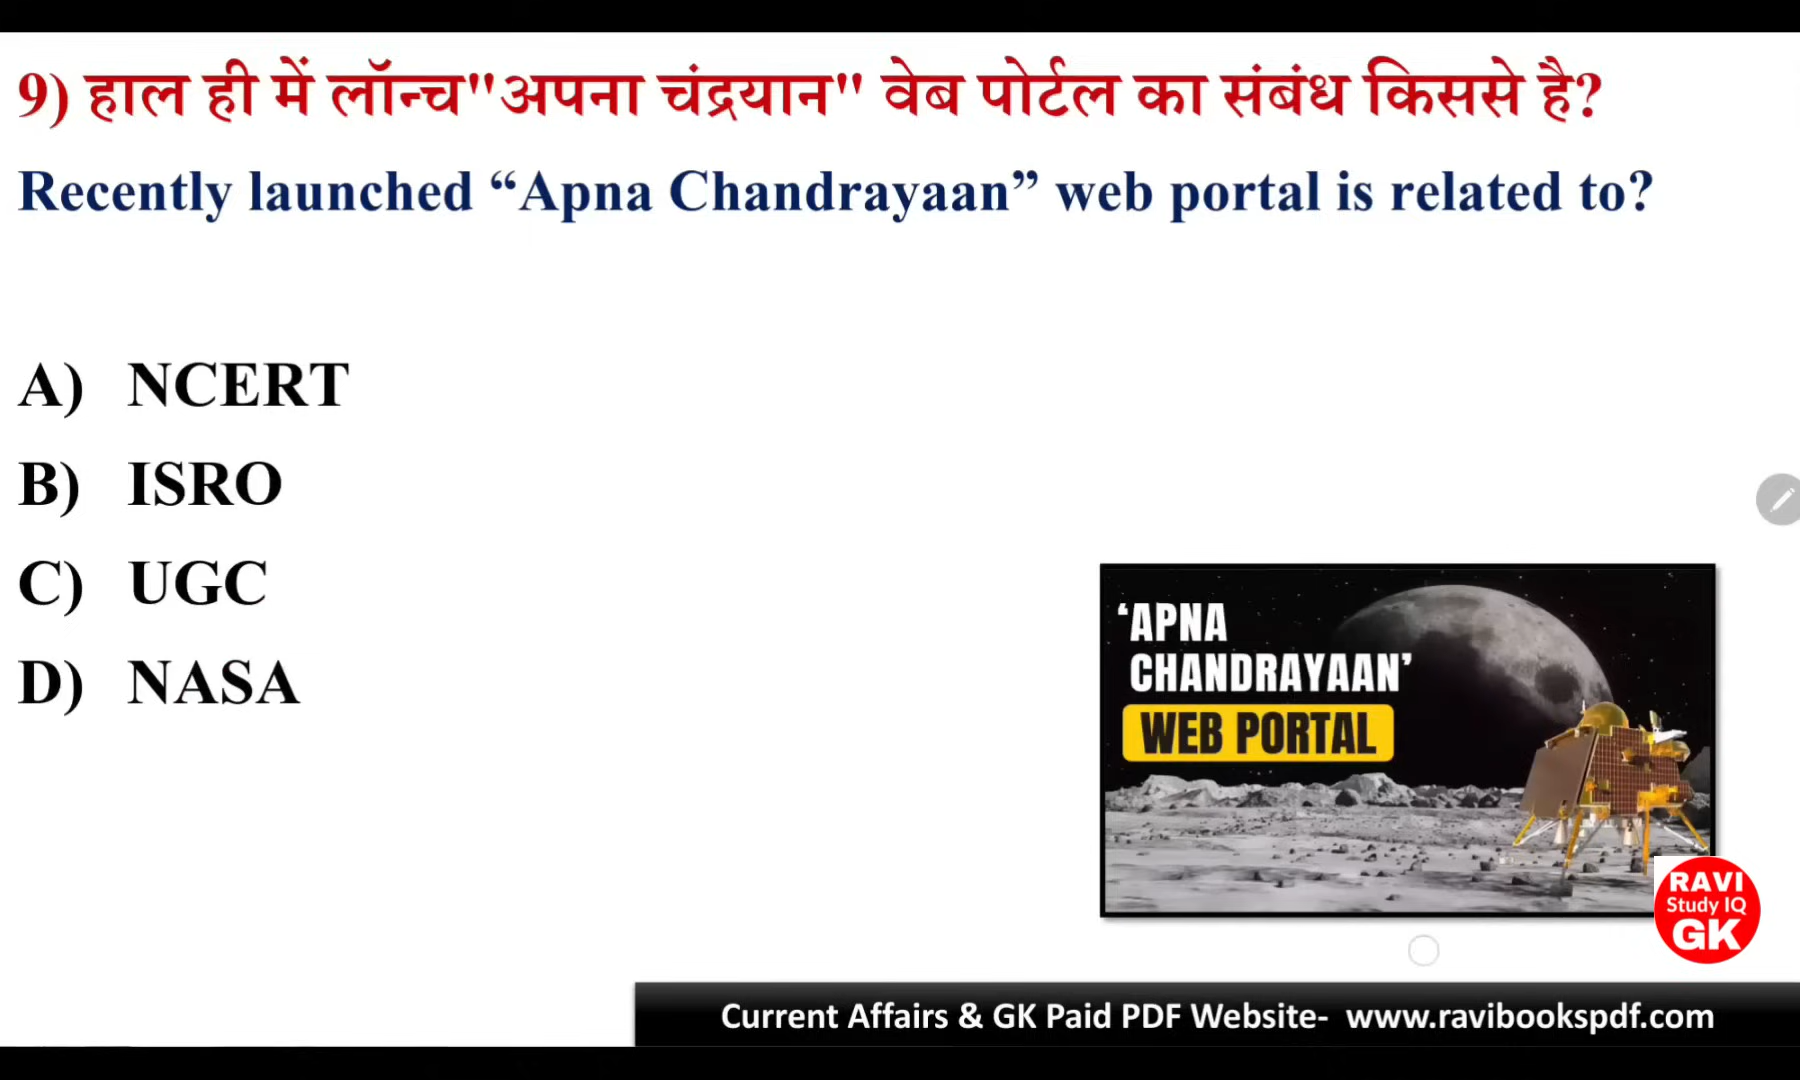 9) हाल ही में लॉन्च"अपना चंद्रयान" वेब पोर्टल का संबंध किससे है?
Recently launched “Apna Chandrayaan” web portal is related to?
A) NCERT
B) ISRO
C) UGC
D) NASA
‘APNA
CHANDRAYAAN’
WEB PORTAL
RAVI
Study IQ
GK
Current Affairs & GK Paid PDF Website- www.ravibookspdf.com